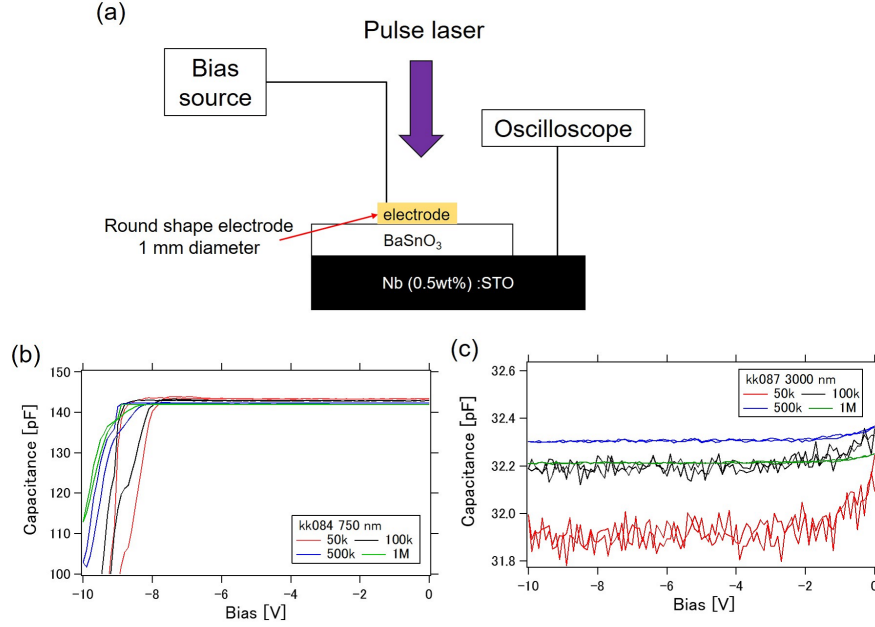 (a)
Pulse laser
Bias
source
Oscilloscope
electrode
Round shape electrode
1 mm diameter
BaSnO₃
Nb (0.5wt%) :STO
(b)
150
140
130
120
110
100
Capacitance [pF]
kk084 750 nm
50k 100k
500k 1M
-10 -8 -6 -4 -2 0
Bias [V]
(c)
32.6
32.4
32.2
32.0
31.8
Capacitance [pF]
kk087 3000 nm
50k 100k
500k 1M
-10 -8 -6 -4 -2 0
Bias [V]